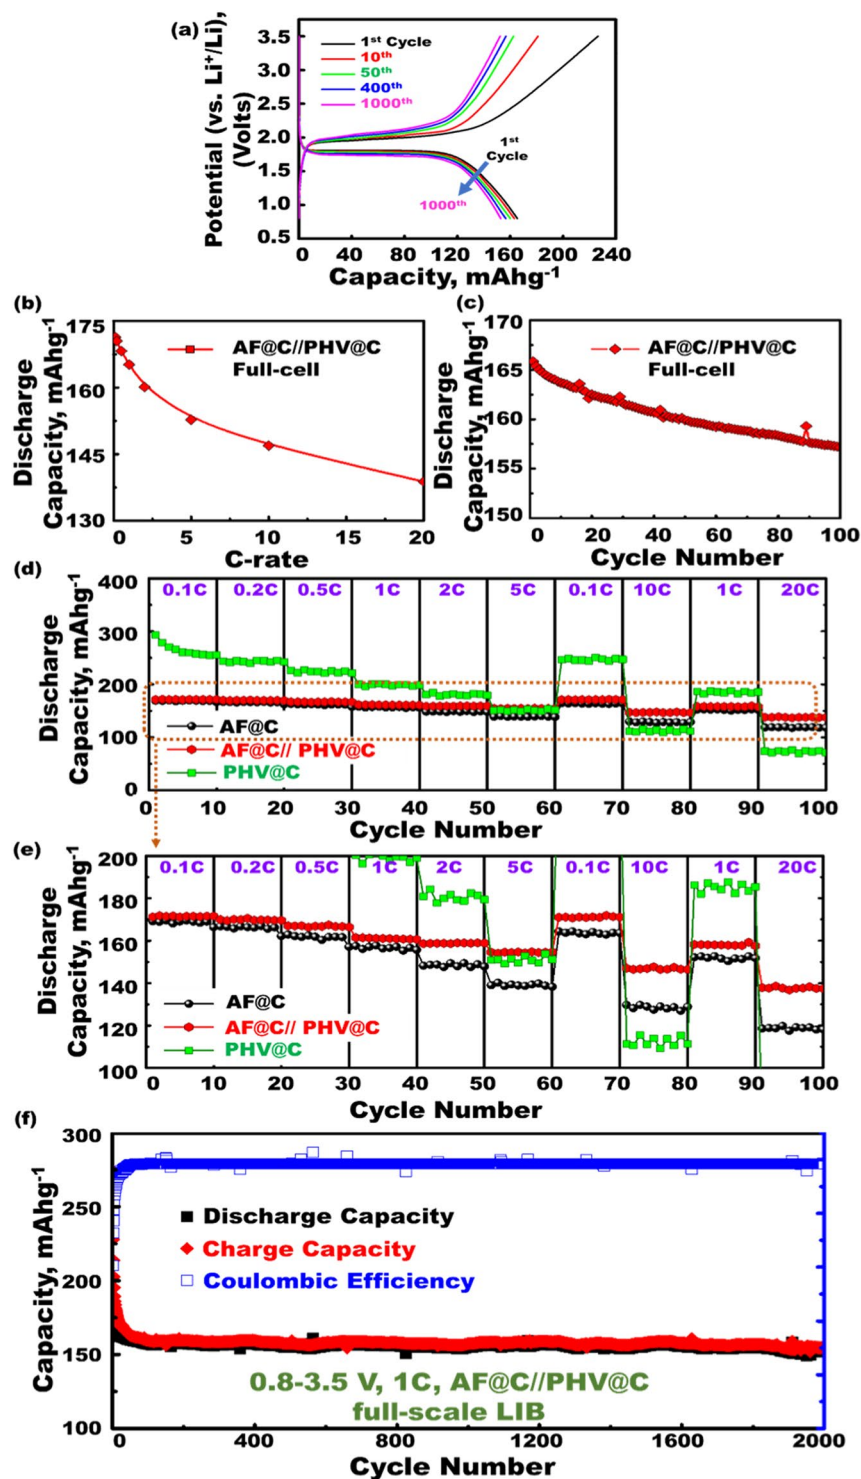 (a)
Potential (vs. Li⁺/Li),
(Volts)
3.5
3.0
2.5
2.0
1.5
1.0
0.5
1ˢᵗ Cycle
10ᵗʰ
50ᵗʰ
400ᵗʰ
1000ᵗʰ
1ˢᵗ
Cycle
1000ᵗʰ
0 40 80 120 160 200 240
Capacity, mAhg⁻¹
(b)
Discharge
Capacity, mAhg⁻¹
175
160
145
130
AF@C//PHV@C
Full-cell
0 5 10 15 20
C-rate
(c)
Discharge
Capacity, mAhg⁻¹
170
165
160
155
150
AF@C//PHV@C
Full-cell
0 20 40 60 80 100
Cycle Number
(d)
Discharge
Capacity, mAhg⁻¹
400
300
200
100
0
0.1C 0.2C 0.5C 1C 2C 5C 0.1C 10C 1C 20C
AF@C
AF@C// PHV@C
PHV@C
0 10 20 30 40 50 60 70 80 90 100
Cycle Number
(e)
Discharge
Capacity, mAhg⁻¹
200
180
160
140
120
100
0.1C 0.2C 0.5C 1C 2C 5C 0.1C 10C 1C 20C
AF@C
AF@C// PHV@C
PHV@C
0 10 20 30 40 50 60 70 80 90 100
Cycle Number
(f)
Capacity, mAhg⁻¹
300
250
200
150
100
Discharge Capacity
Charge Capacity
Coulombic Efficiency
0.8-3.5 V, 1C, AF@C//PHV@C
full-scale LIB
0 400 800 1200 1600 2000
Cycle Number